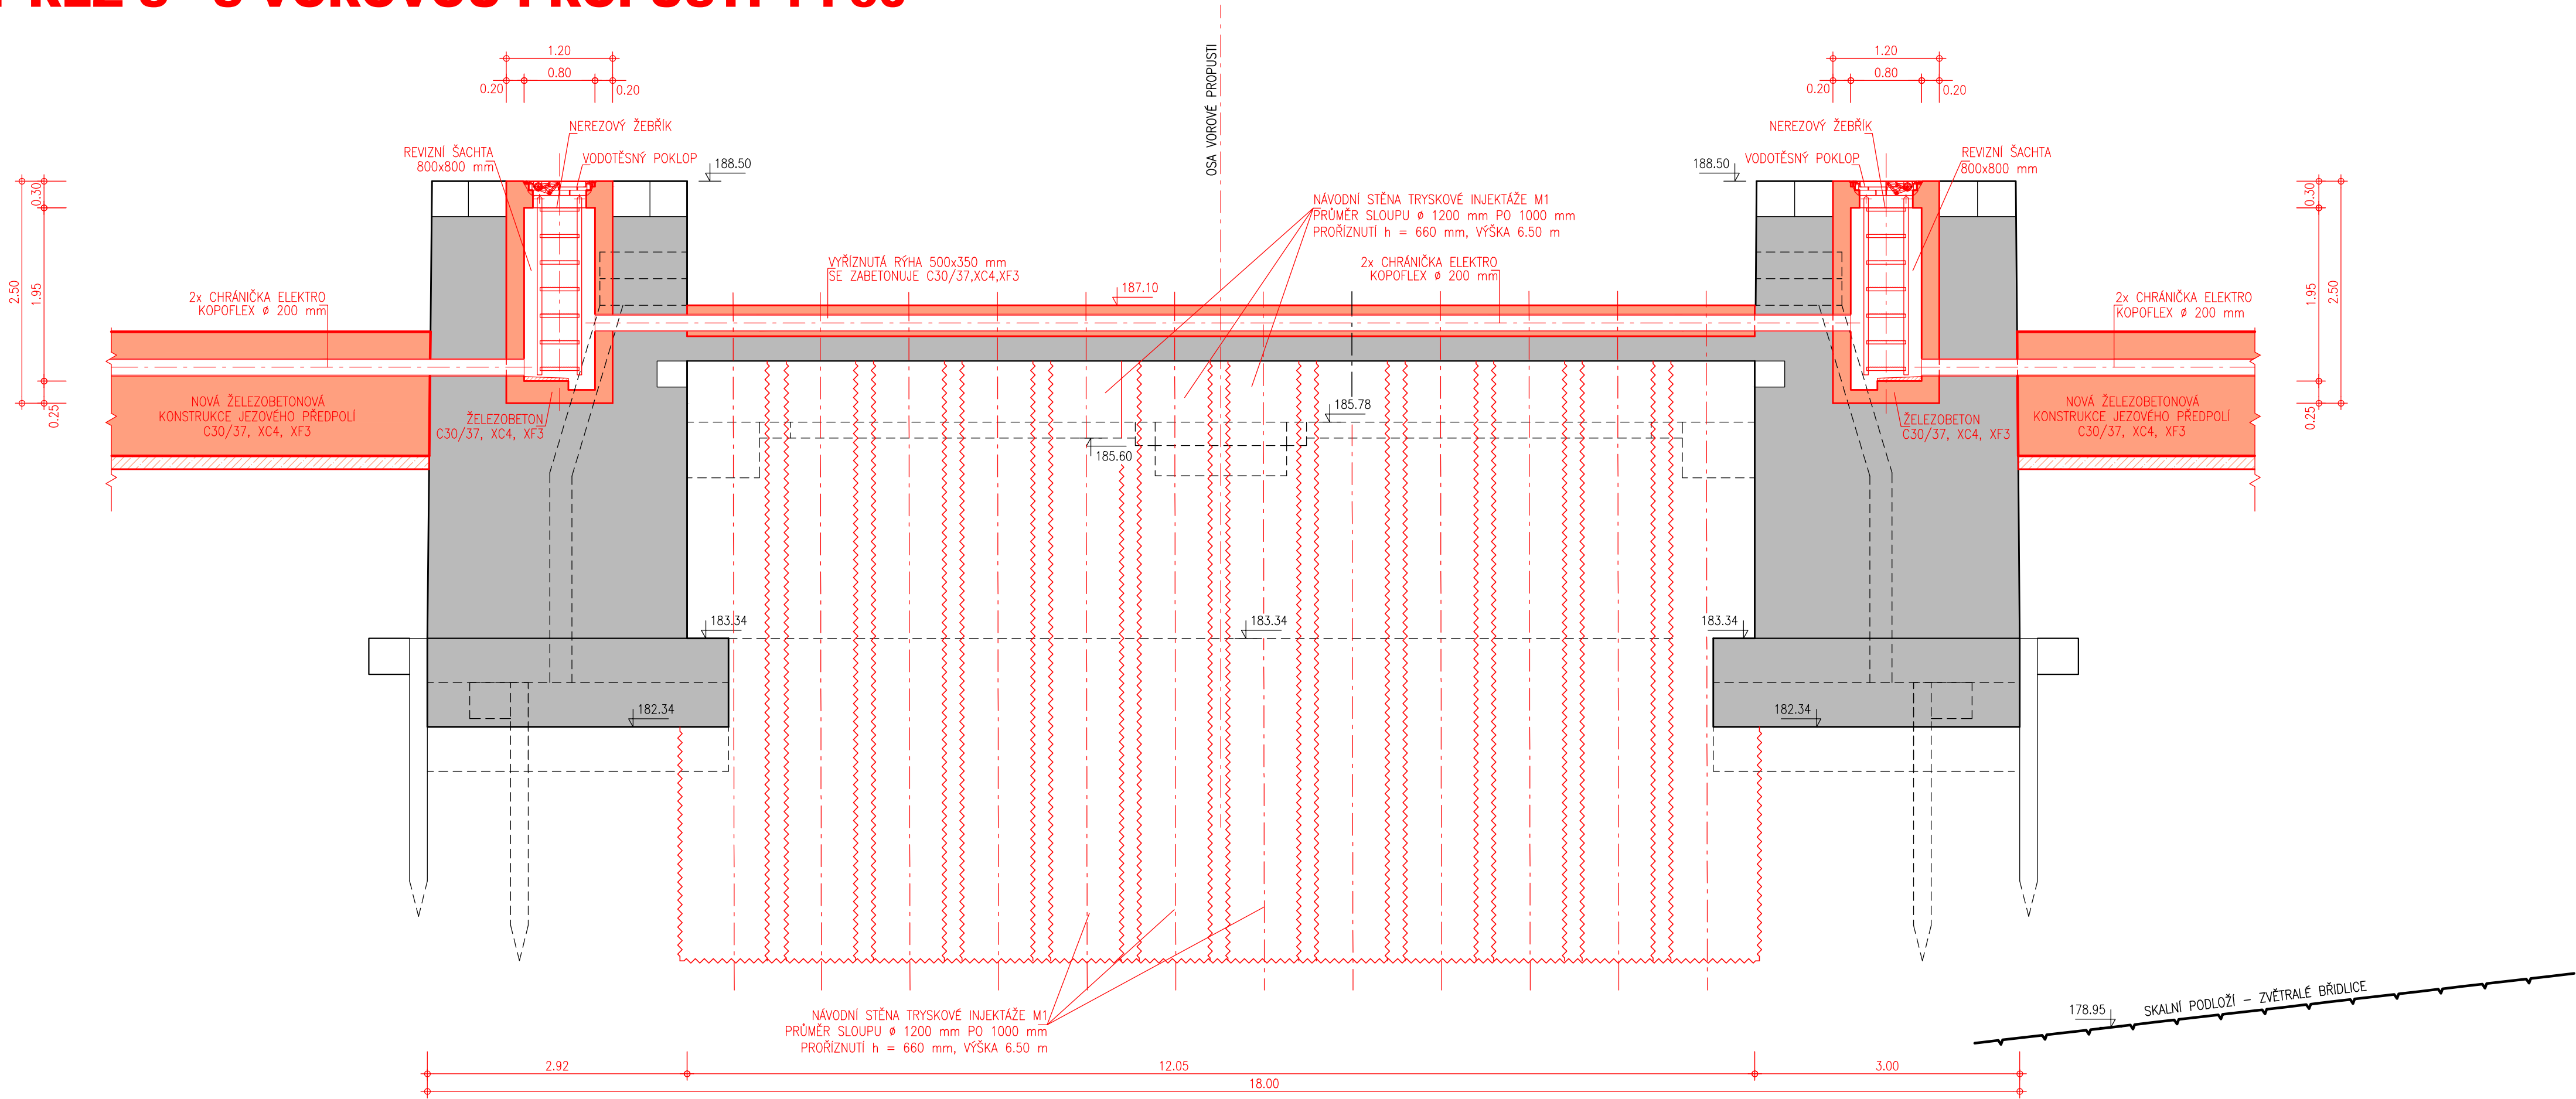 1.20
0.80
0.20
0.20
NEREZOVÝ ŽEBŘÍK
REVIZNÍ ŠACHTA
800x800 mm
VODOTĚSNÝ POKLOP
188.50
OSA VOROVÉ PROPUSTI
1.20
0.80
0.20
0.20
NEREZOVÝ ŽEBŘÍK
VODOTĚSNÝ POKLOP
188.50
REVIZNÍ ŠACHTA
800x800 mm
0.30
2.50
1.95
0.25
NÁVODNÍ STĚNA TRYSKOVÉ INJEKTÁŽE M1
PRŮMĚR SLOUPU ø 1200 mm PO 1000 mm
PROŘÍZNUTÍ h = 660 mm, VÝŠKA 6.50 m
0.30
1.95
2.50
0.25
2x CHRÁNIČKA ELEKTRO
KOPOFLEX ø 200 mm
VYŘÍZNUTÁ RÝHA 500x350 mm
SE ZABETONUJE C30/37,XC4,XF3
187.10
2x CHRÁNIČKA ELEKTRO
KOPOFLEX ø 200 mm
2x CHRÁNIČKA ELEKTRO
KOPOFLEX ø 200 mm
NOVÁ ŽELEZOBETONOVÁ
KONSTRUKCE JEZOVÉHO PŘEDPOLÍ
C30/37, XC4, XF3
ŽELEZOBETON
C30/37, XC4, XF3
185.78
185.60
ŽELEZOBETON
C30/37, XC4, XF3
NOVÁ ŽELEZOBETONOVÁ
KONSTRUKCE JEZOVÉHO PŘEDPOLÍ
C30/37, XC4, XF3
183.34
183.34
183.34
182.34
182.34
NÁVODNÍ STĚNA TRYSKOVÉ INJEKTÁŽE M1
PRŮMĚR SLOUPU ø 1200 mm PO 1000 mm
PROŘÍZNUTÍ h = 660 mm, VÝŠKA 6.50 m
178.95
SKALNÍ PODLOŽÍ – ZVĚTRALÉ BŘIDLICE
2.92
12.05
3.00
18.00